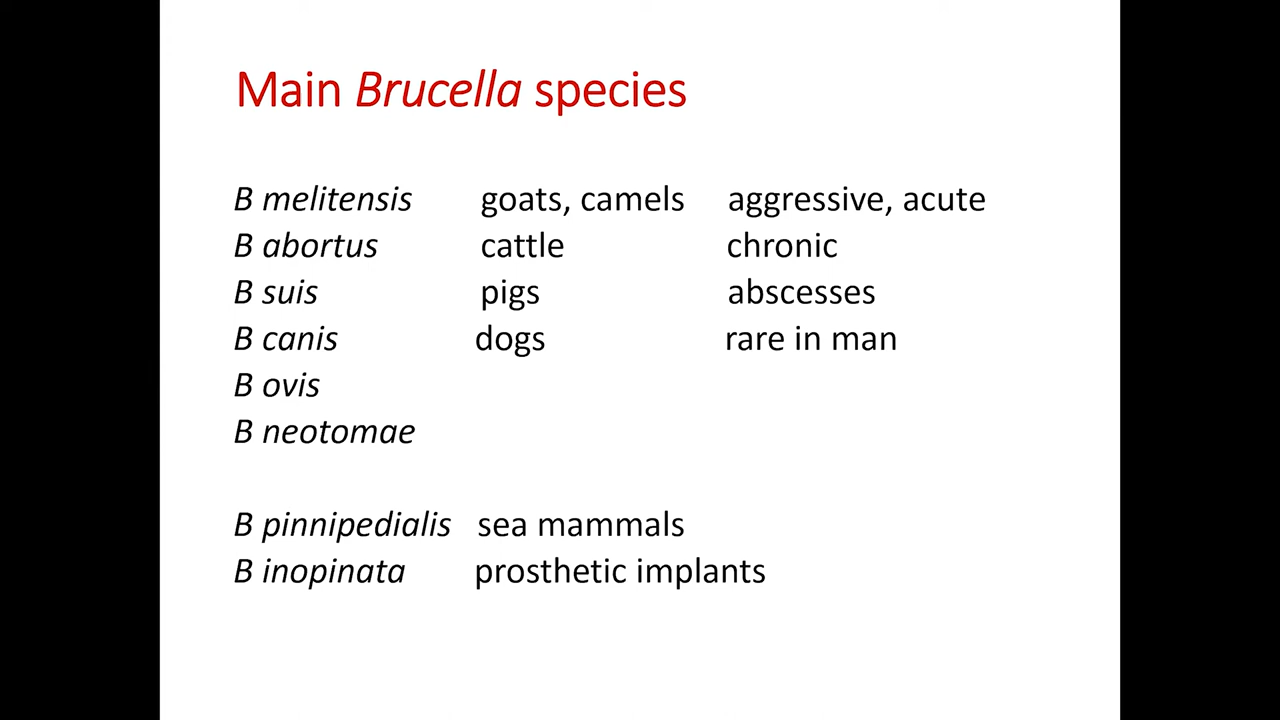 Main Brucella species
B melitensis goats, camels aggressive, acute
B abortus cattle chronic
B suis pigs abscesses
B canis dogs rare in man
B ovis
B neotomae
B pinnipedialis sea mammals
B inopinata prosthetic implants